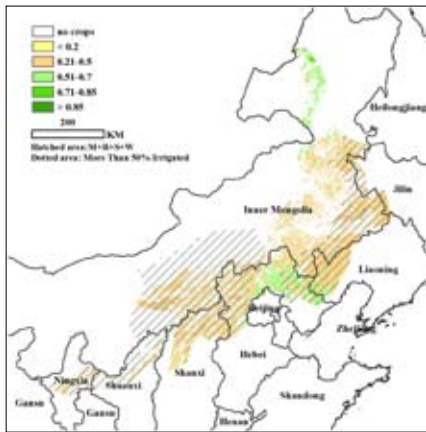 no crops
< 0.2
0.21-0.5
0.51-0.7
0.71-0.85
> 0.85
200
KM
Hatched area: M+R+S+W
Dotted area: More Than 50% Irrigated
Heilongjiang
Jilin
Inner Mongolia
Liaoning
Beijing
Hebei
Ningxia
Shaanxi
Shanxi
Shandong
Gansu
Gansu
Henan